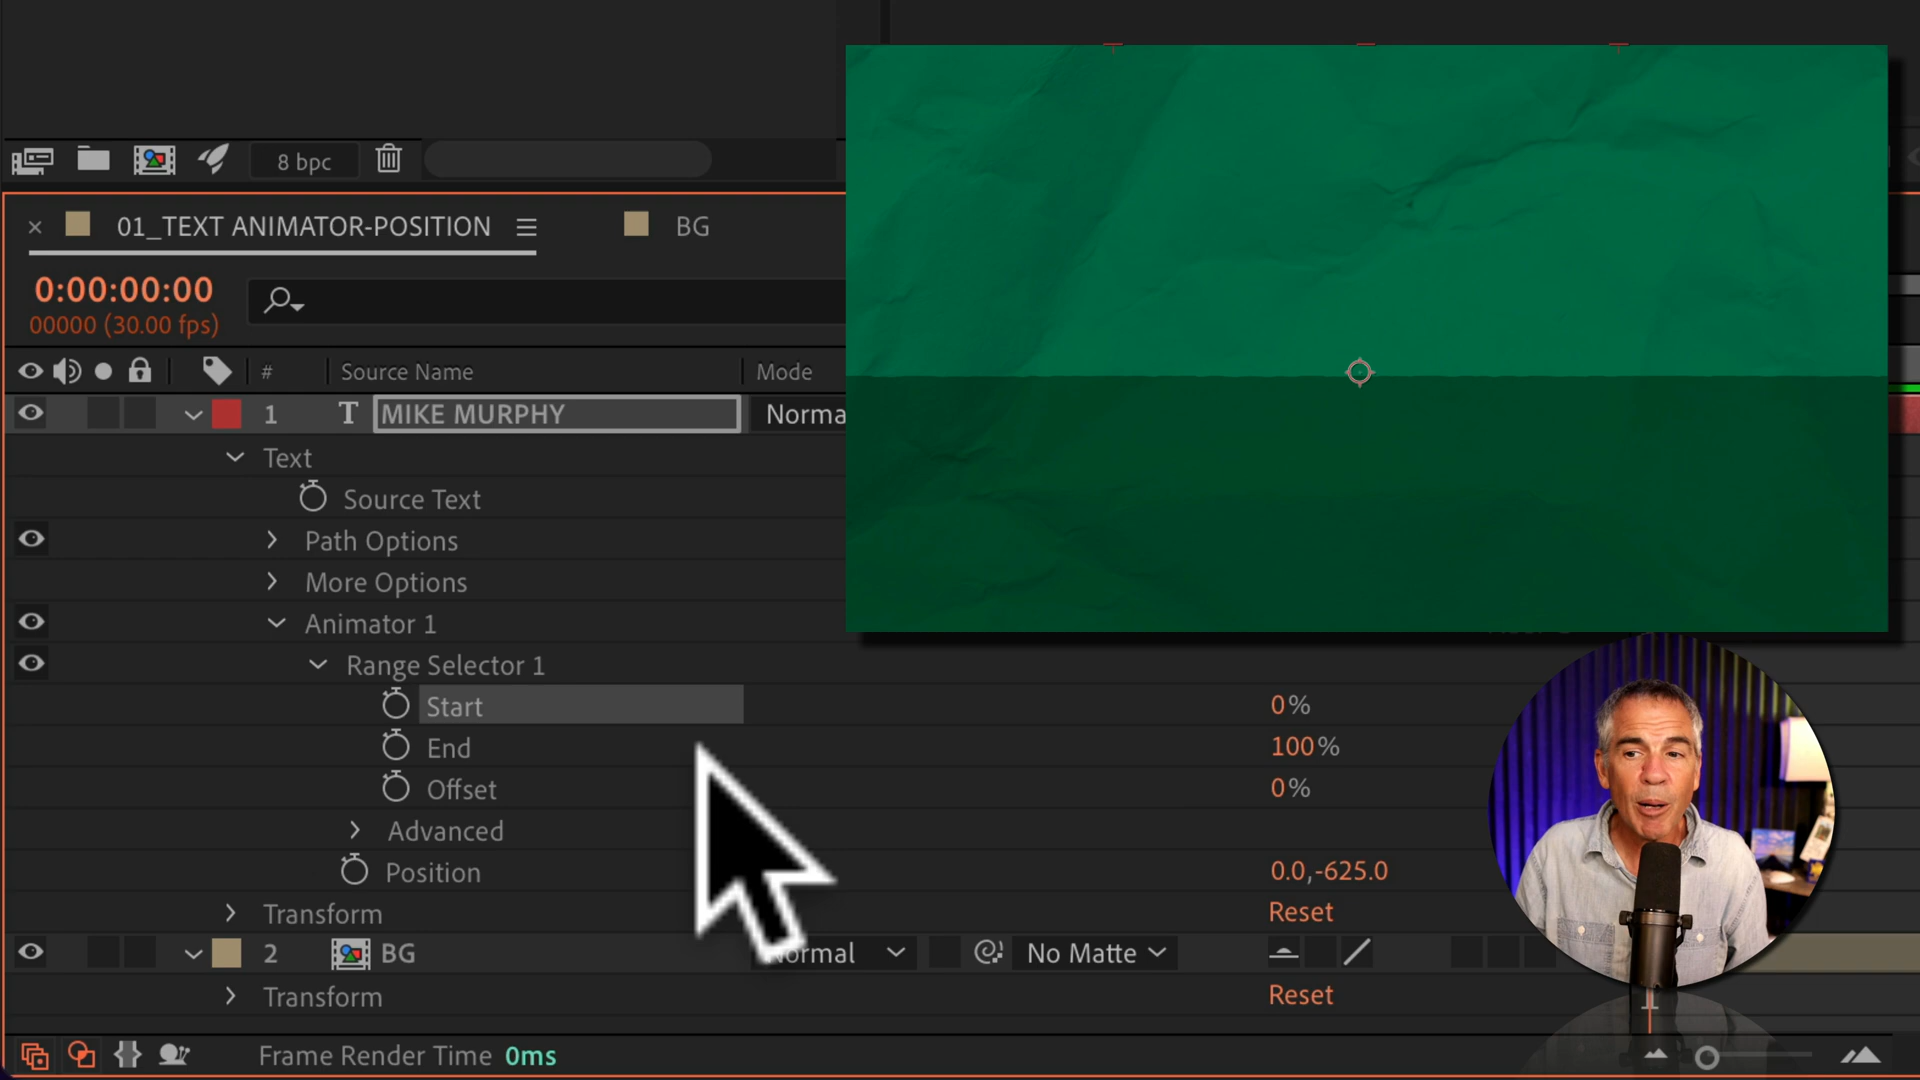 8 bpc
01_TEXT ANIMATOR-POSITION
BG
0:00:00:00
00000 (30.00 fps)
# Source Name Mode
1 T MIKE MURPHY Norma
Text
Source Text
Path Options
More Options
Animator 1
Range Selector 1
Start 0%
End 100%
Offset 0%
Advanced
Position 0.0,-625.0
Transform Reset
2 BG Normal No Matte
Transform Reset
Frame Render Time 0ms